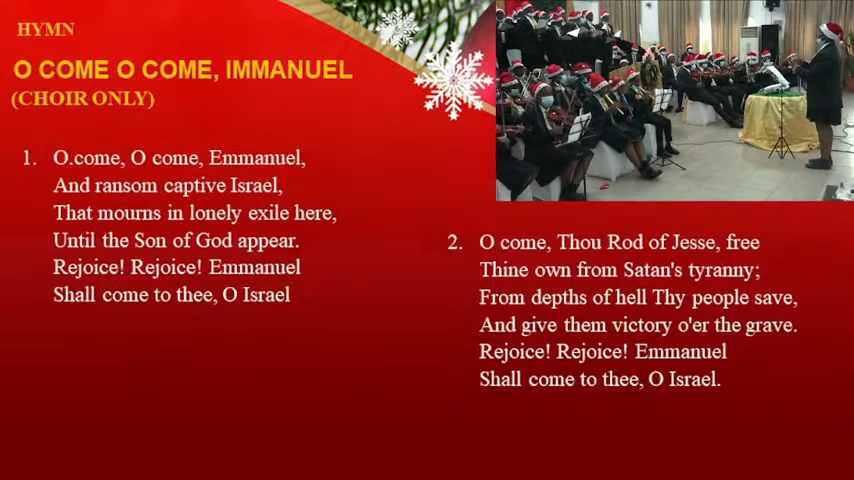 HYMN
O COME O COME, IMMANUEL
(CHOIR ONLY)
1. O.come, O come, Emmanuel,
And ransom captive Israel,
That mourns in lonely exile here,
Until the Son of God appear.
Rejoice! Rejoice! Emmanuel
Shall come to thee, O Israel
2. O come, Thou Rod of Jesse, free
Thine own from Satan's tyranny;
From depths of hell Thy people save,
And give them victory o'er the grave.
Rejoice! Rejoice! Emmanuel
Shall come to thee, O Israel.